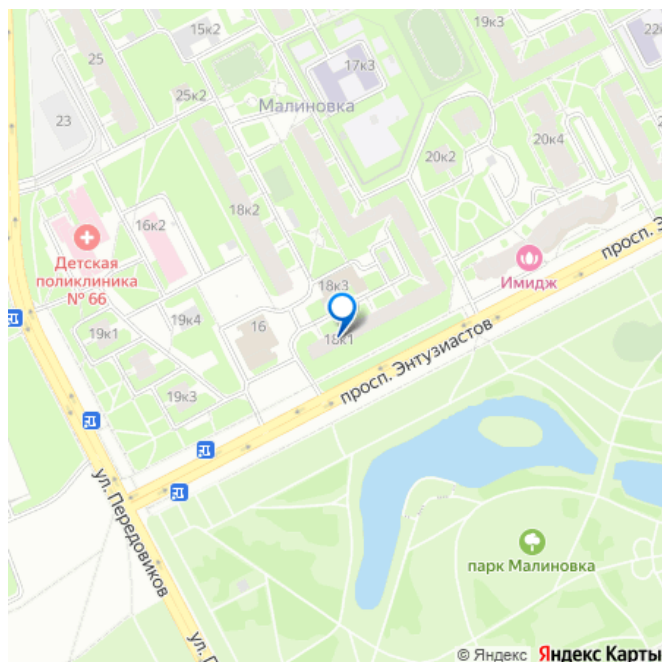 19к3
22к
15к2
25
17к3
25к2
Малиновка
23
20к4
20к2
18к2
16к2
просп. Э
Детская
поликлиника
№ 66
Имидж
18к3
19к4
16
19к1
18к1
просп. Энтузиастов
19к3
ул. Передовиков
парк Малиновка
ул. П
© Яндекс Яндекс Карты